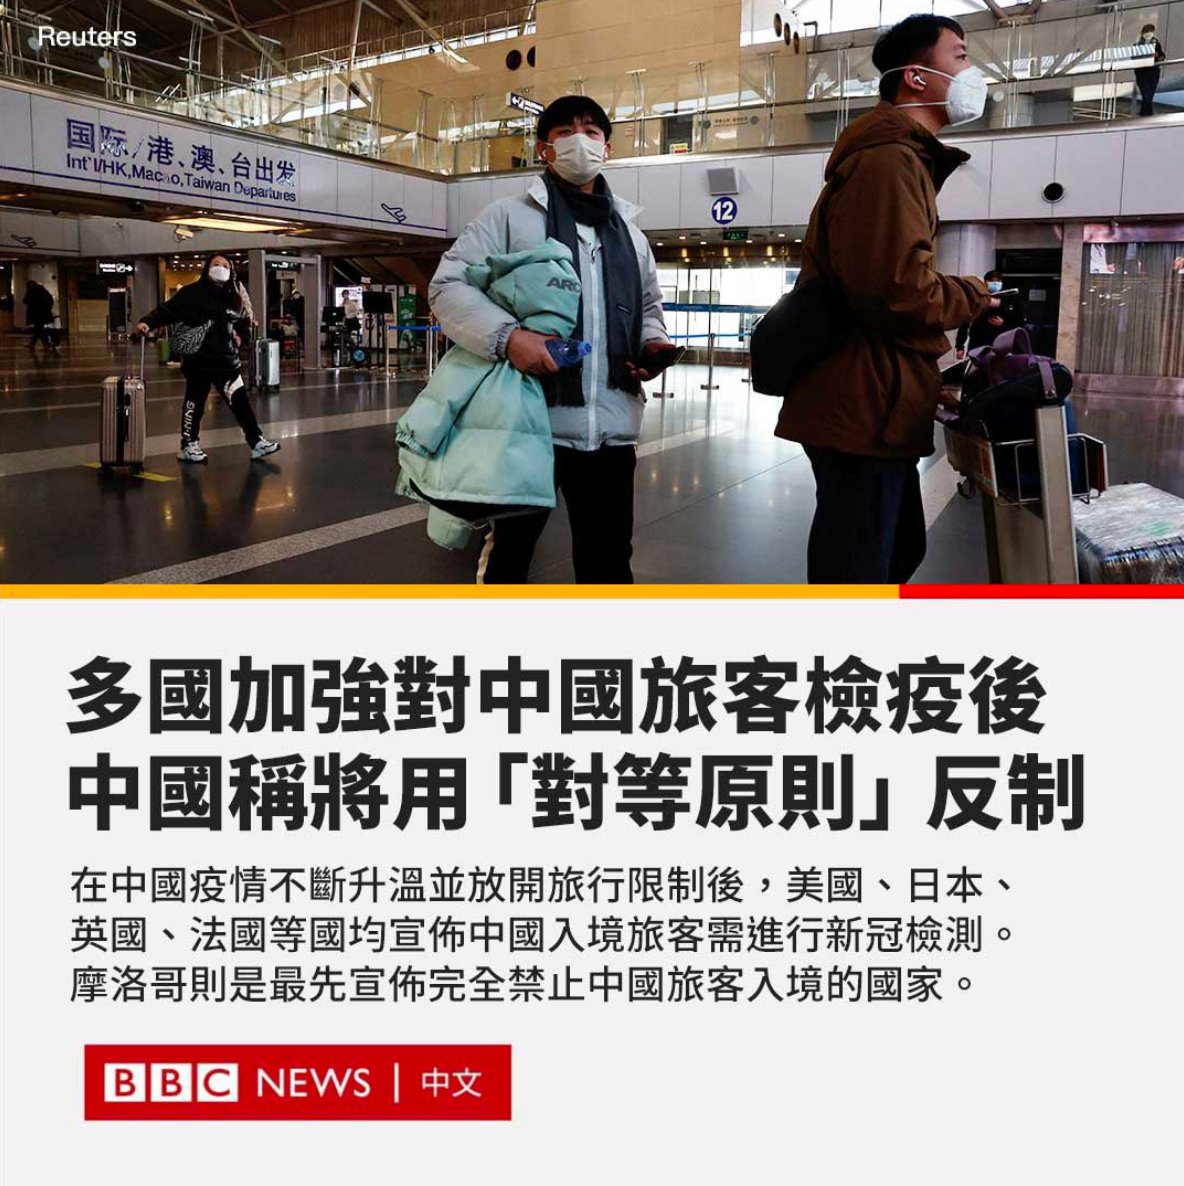 Reuters
国际/港、澳、台出发
Int'l/HK,Macao,Taiwan Departures
12
ARC
多國加強對中國旅客檢疫後
中國稱將用「對等原則」反制
在中國疫情不斷升溫並放開旅行限制後，美國、日本、
英國、法國等國均宣佈中國入境旅客需進行新冠檢測。
摩洛哥則是最先宣佈完全禁止中國旅客入境的國家。
BBC NEWS | 中文